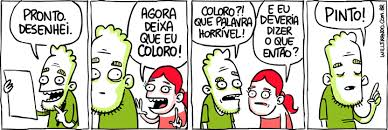 PRONTO.
DESENHEI.
AGORA
DEIXA
QUE EU
COLORO!
COLORO?!
QUE PALAVRA
HORRÍVEL!
E EU
DEVERIA
DIZER
O QUE
ENTÃO?
PINTO!
WILLTIRANDO.COM.BR